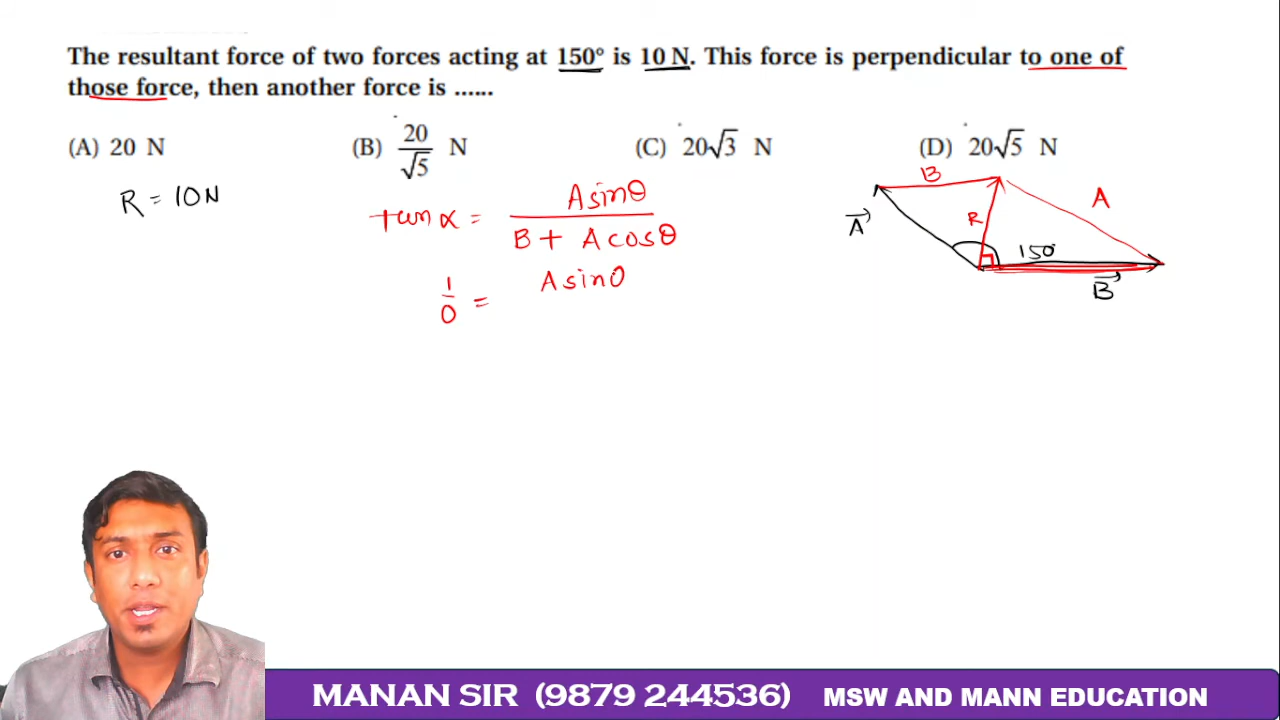 The resultant force of two forces acting at 150° is 10 N. This force is perpendicular to one of
those force, then another force is ......
(A) 20 N (B) 20/√5 N (C) 20√3 N (D) 20√5 N
R = 10N
tan α = A sinθ / B + A cosθ
1/0 = A sinθ
B
A
R
A⃗
150°
B⃗
MANAN SIR (9879 244536) MSW AND MANN EDUCATION